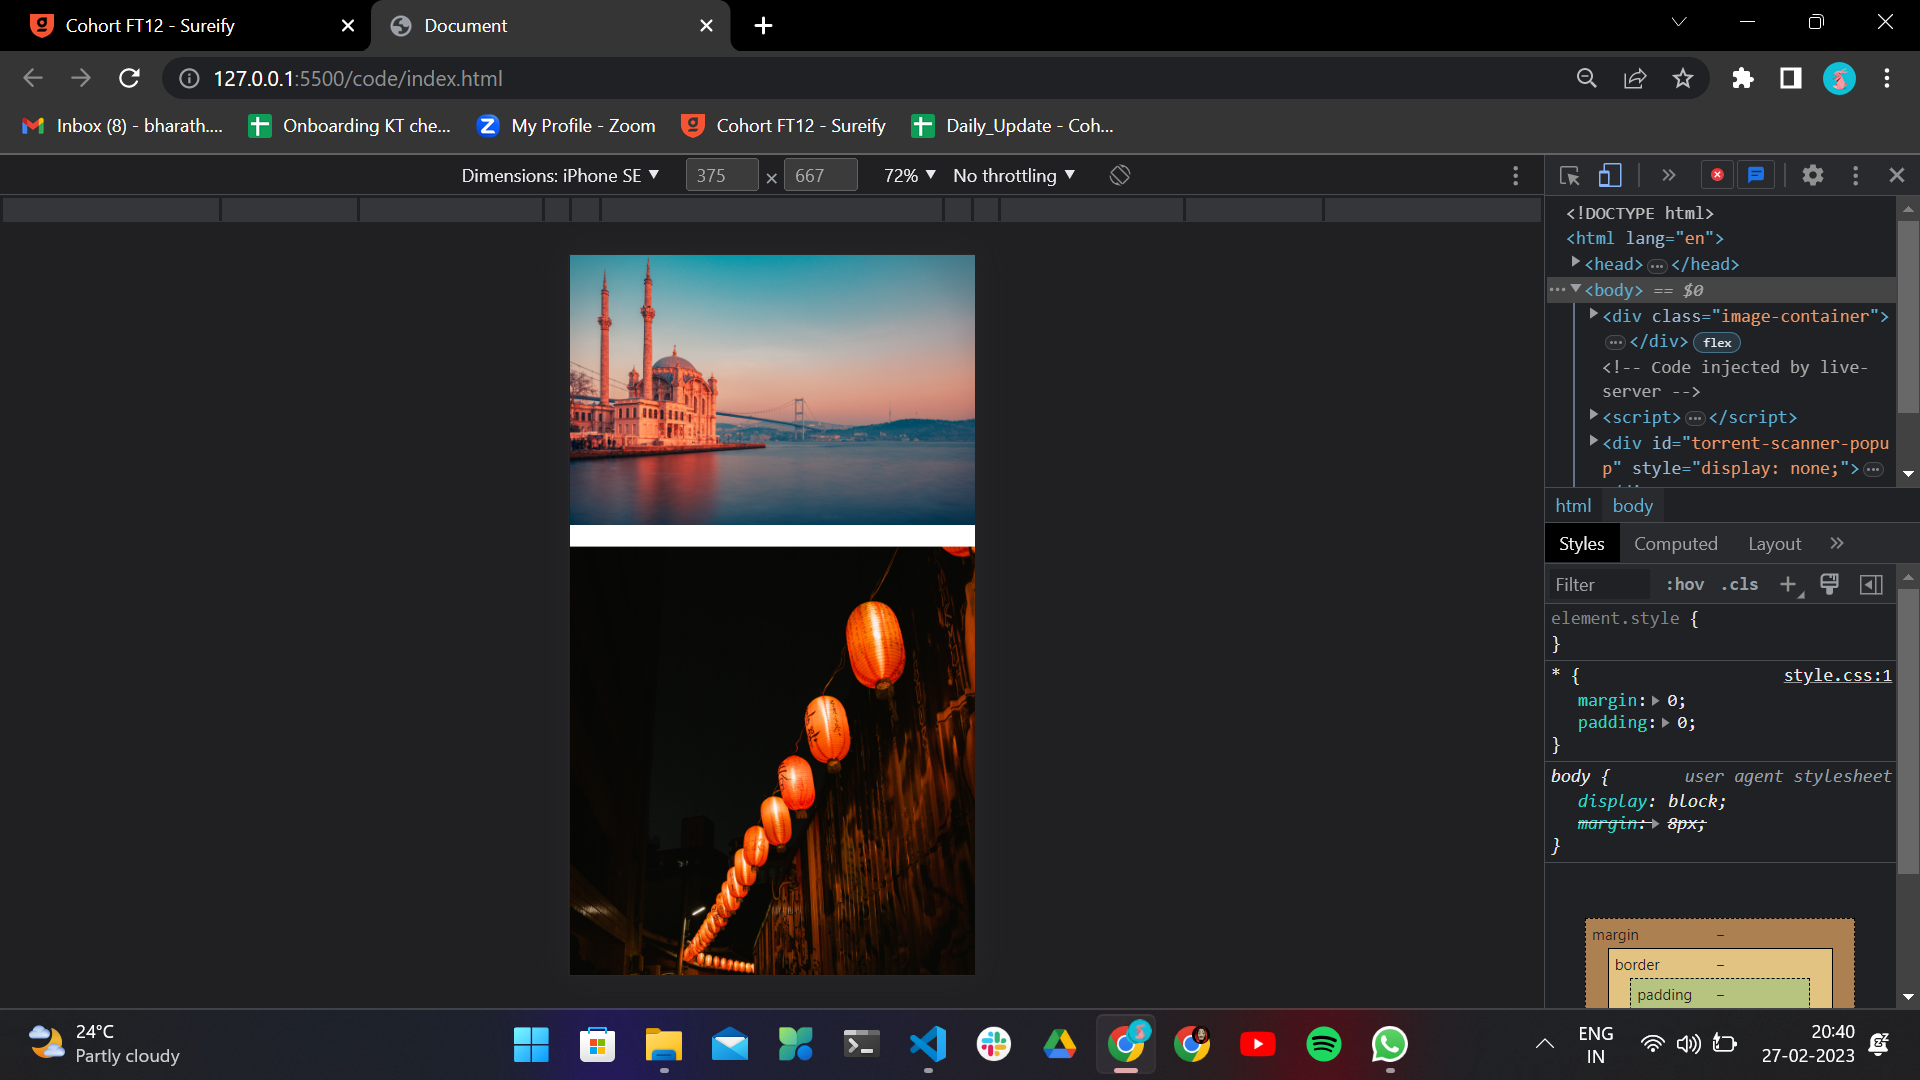 Cohort FT12 - Sureify
Document
127.0.0.1:5500/code/index.html
Inbox (8) - bharath.... Onboarding KT che... My Profile - Zoom Cohort FT12 - Sureify Daily_Update - Coh...
Dimensions: iPhone SE ▼ 375 × 667 72% ▼ No throttling ▼
<!DOCTYPE html>
<html lang="en">
<head> … </head>
<body> == $0
<div class="image-container">
… </div> flex
<!-- Code injected by live-
server -->
<script> … </script>
<div id="torrent-scanner-popu
p" style="display: none;"> …
html body
Styles Computed Layout »
Filter :hov .cls +
element.style {
}
* { style.css:1
margin: 0;
padding: 0;
}
body { user agent stylesheet
display: block;
margin: 8px;
}
margin –
border –
padding –
24°C
Partly cloudy
ENG
IN
20:40
27-02-2023